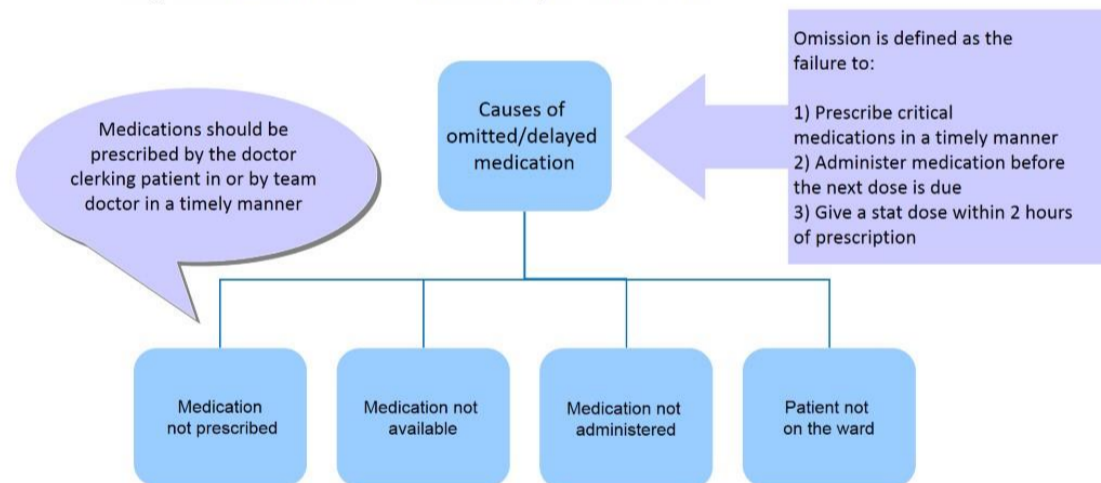 Omission is defined as the
failure to:
1) Prescribe critical
medications in a timely manner
2) Administer medication before
the next dose is due
3) Give a stat dose within 2 hours
of prescription
Causes of
omitted/delayed
medication
Medications should be
prescribed by the doctor
clerking patient in or by team
doctor in a timely manner
Medication
not prescribed
Medication not
available
Medication not
administered
Patient not
on the ward